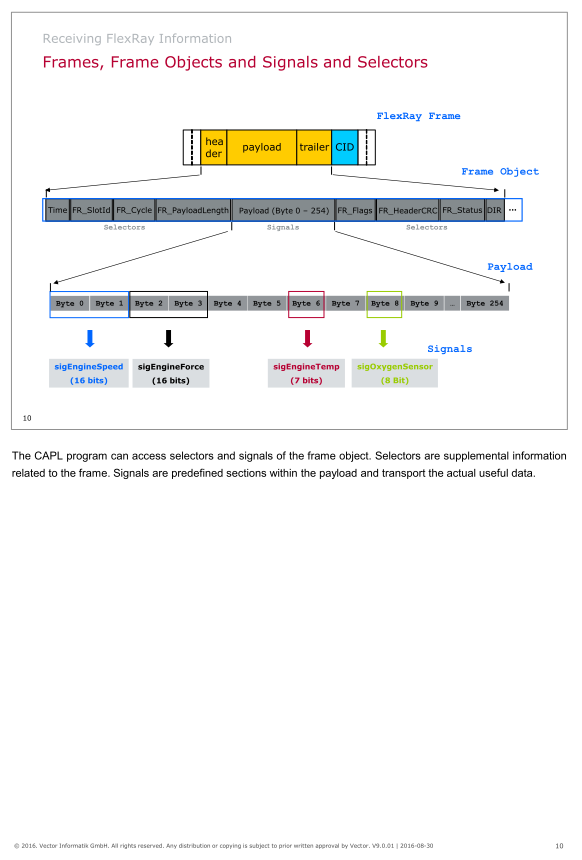 Receiving FlexRay Information
Frames, Frame Objects and Signals and Selectors
FlexRay Frame
hea
der
payload
trailer
CID
Frame Object
Time FR_SlotId FR_Cycle FR_PayloadLength Payload (Byte 0 – 254) FR_Flags FR_HeaderCRC FR_Status DIR ...
Selectors Signals Selectors
Payload
Byte 0 Byte 1 Byte 2 Byte 3 Byte 4 Byte 5 Byte 6 Byte 7 Byte 8 Byte 9 … Byte 254
Signals
sigEngineSpeed sigEngineForce sigEngineTemp sigOxygenSensor
(16 bits) (16 bits) (7 bits) (8 Bit)
10
The CAPL program can access selectors and signals of the frame object. Selectors are supplemental information
related to the frame. Signals are predefined sections within the payload and transport the actual useful data.
© 2016. Vector Informatik GmbH. All rights reserved. Any distribution or copying is subject to prior written approval by Vector. V9.0.01 | 2016-08-30 10